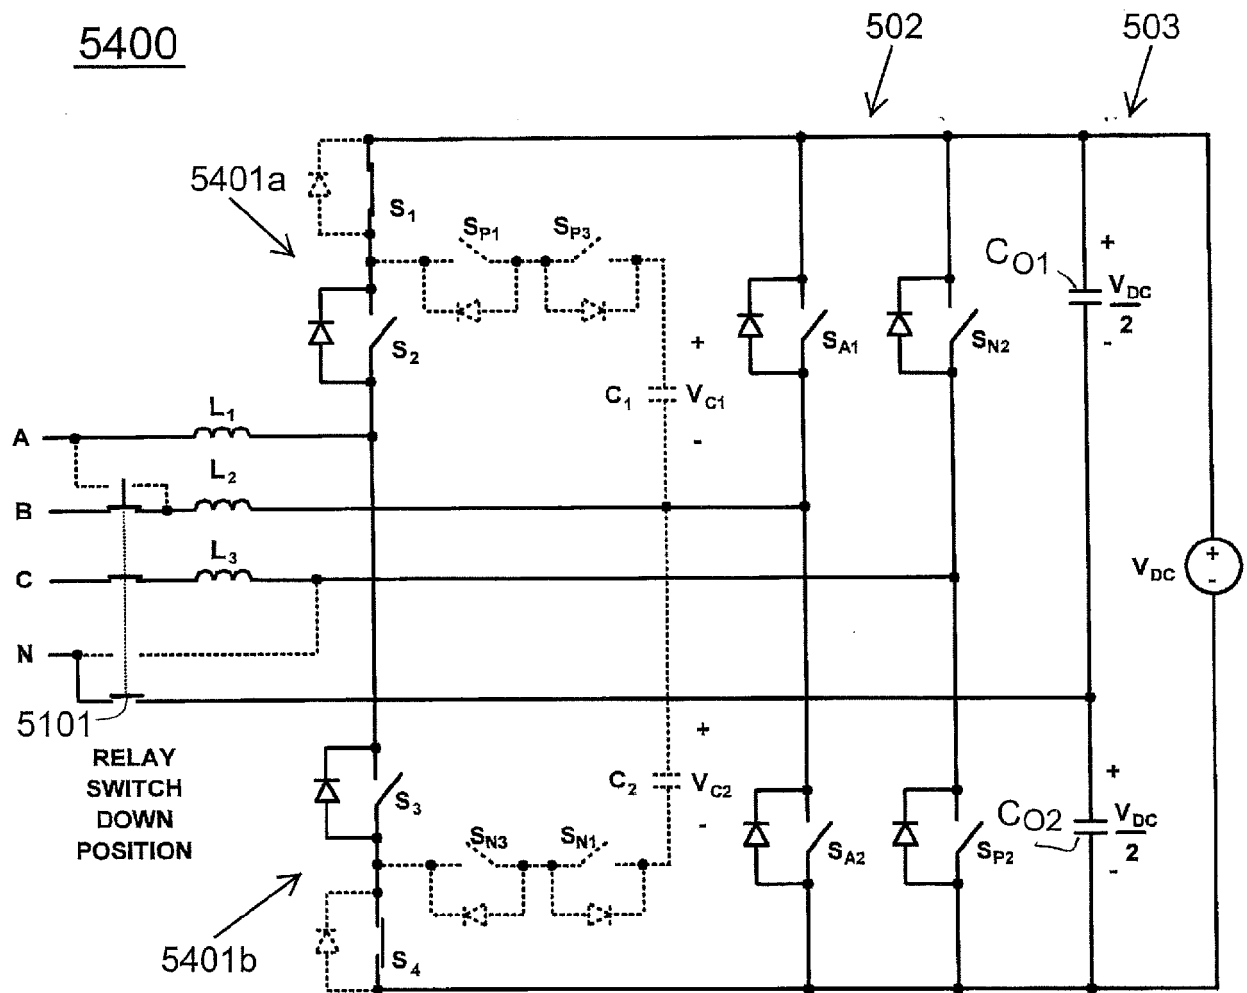 5400
502
503
5401a
S1
SP1
SP3
CO1
+
VDC
2
-
S2
SA1
SN2
+
C1
VC1
-
L1
A
L2
B
L3
C
VDC
+
-
N
5101
RELAY
SWITCH
DOWN
POSITION
S3
+
C2
VC2
-
+
CO2
VDC
2
-
SN3
SN1
SA2
SP2
5401b
S4